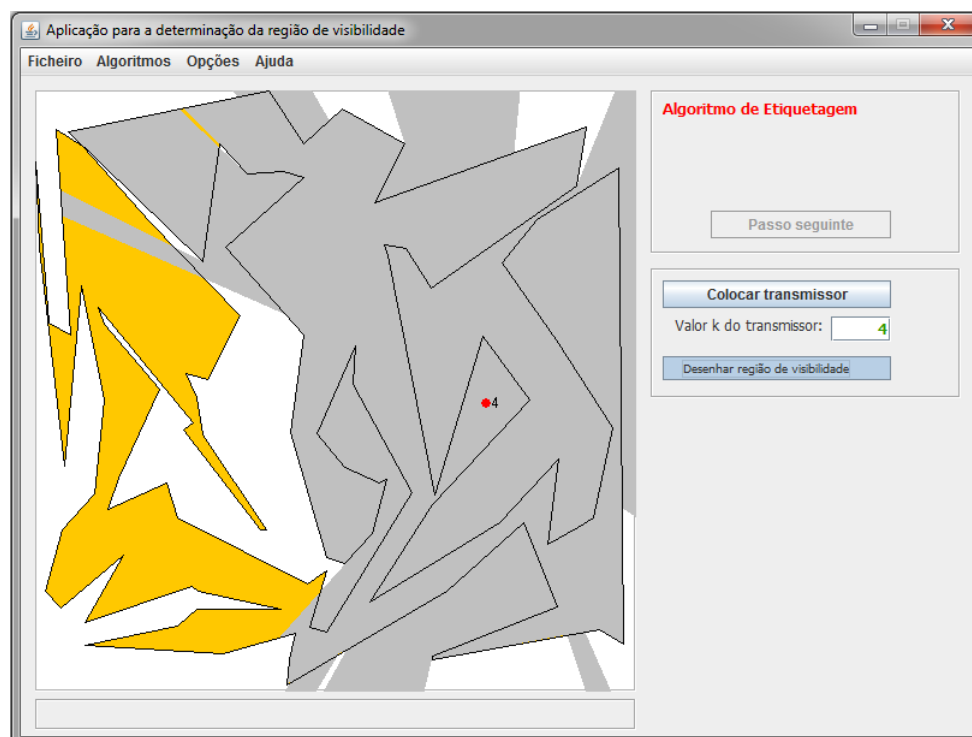 Aplicação para a determinação da região de visibilidade
Ficheiro Algoritmos Opções Ajuda
Algoritmo de Etiquetagem
Passo seguinte
Colocar transmissor
Valor k do transmissor: 4
Desenhar região de visibilidade
4